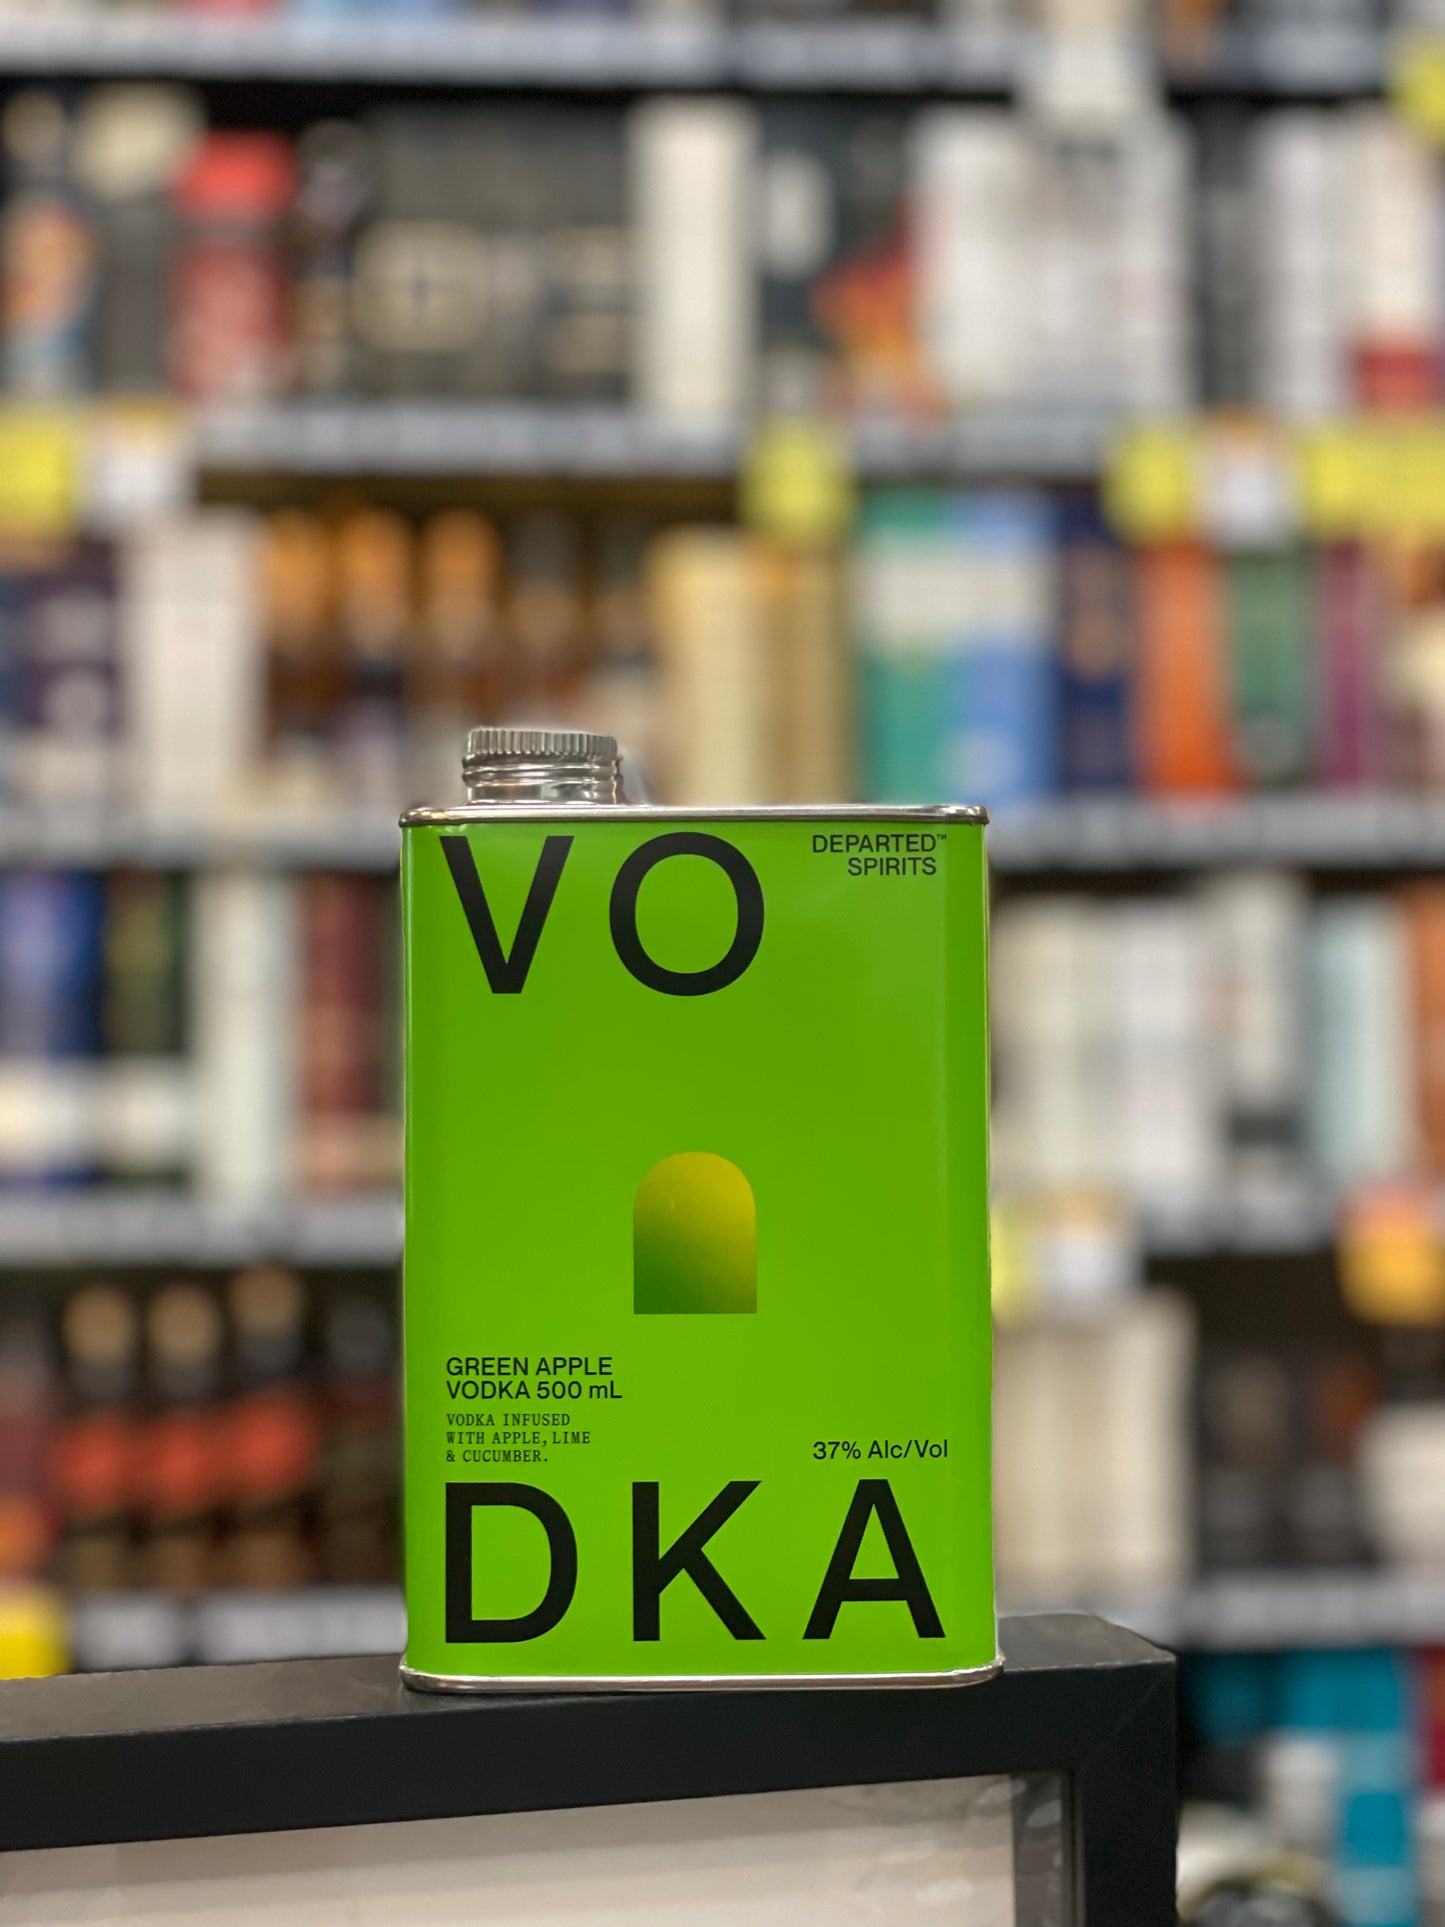 VO
DEPARTED™
SPIRITS
GREEN APPLE
VODKA 500 mL
VODKA INFUSED
WITH APPLE, LIME
& CUCUMBER.
37% Alc/Vol
DKA